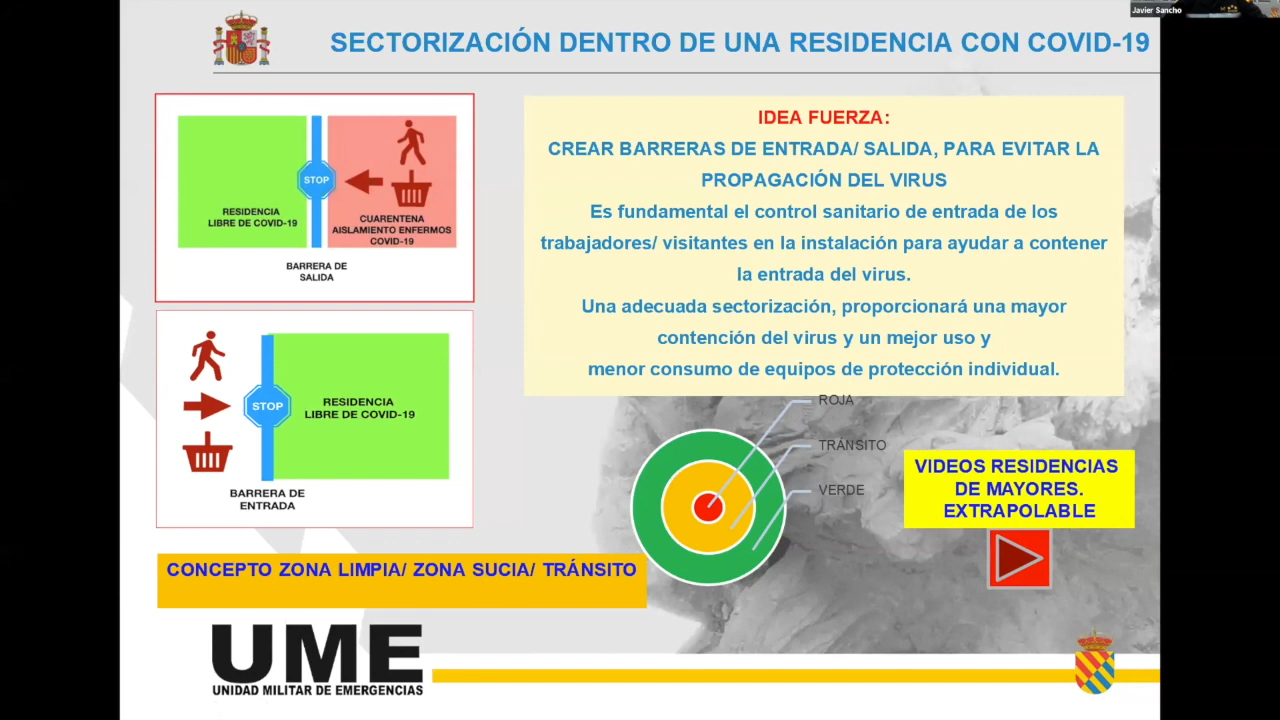 Javier Sancho
SECTORIZACIÓN DENTRO DE UNA RESIDENCIA CON COVID-19
STOP
RESIDENCIA
LIBRE DE COVID-19
CUARENTENA
AISLAMIENTO ENFERMOS
COVID-19
BARRERA DE
SALIDA
STOP
RESIDENCIA
LIBRE DE COVID-19
BARRERA DE
ENTRADA
IDEA FUERZA:
CREAR BARRERAS DE ENTRADA/ SALIDA, PARA EVITAR LA
PROPAGACIÓN DEL VIRUS
Es fundamental el control sanitario de entrada de los
trabajadores/ visitantes en la instalación para ayudar a contener
la entrada del virus.
Una adecuada sectorización, proporcionará una mayor
contención del virus y un mejor uso y
menor consumo de equipos de protección individual.
ROJA
TRÁNSITO
VERDE
VIDEOS RESIDENCIAS
DE MAYORES.
EXTRAPOLABLE
CONCEPTO ZONA LIMPIA/ ZONA SUCIA/ TRÁNSITO
UME
UNIDAD MILITAR DE EMERGENCIAS